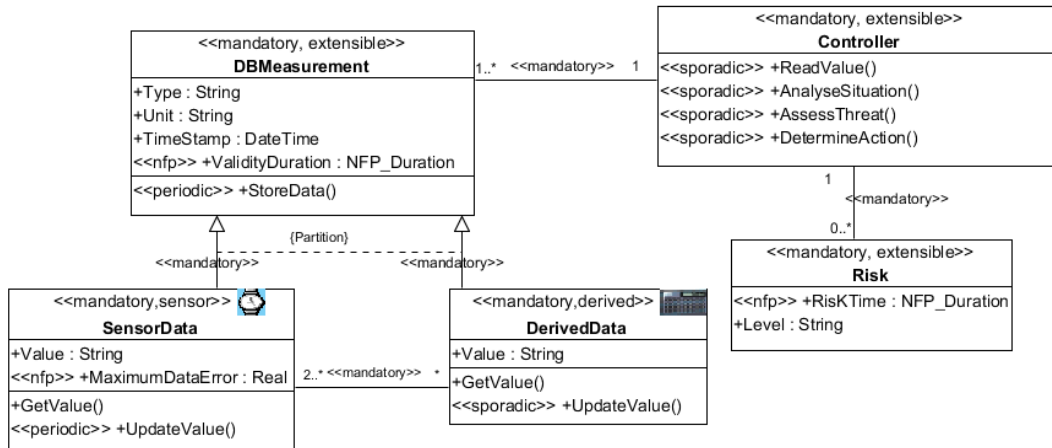 <<mandatory, extensible>>
DBMeasurement
+Type : String
+Unit : String
+TimeStamp : DateTime
<<nfp>> +ValidityDuration : NFP_Duration
<<periodic>> +StoreData()
1..* <<mandatory>> 1
<<mandatory, extensible>>
Controller
<<sporadic>> +ReadValue()
<<sporadic>> +AnalyseSituation()
<<sporadic>> +AssessThreat()
<<sporadic>> +DetermineAction()
1
<<mandatory>>
0..*
<<mandatory, extensible>>
Risk
<<nfp>> +RisKTime : NFP_Duration
+Level : String
{Partition}
<<mandatory>> <<mandatory>>
<<mandatory,sensor>>
SensorData
+Value : String
<<nfp>> +MaximumDataError : Real
+GetValue()
<<periodic>> +UpdateValue()
2..* <<mandatory>> *
<<mandatory,derived>>
DerivedData
+Value : String
+GetValue()
<<sporadic>> +UpdateValue()